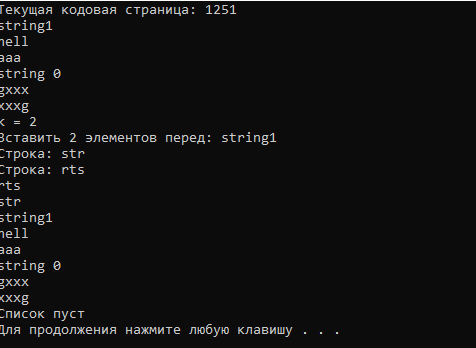 Текущая кодовая страница: 1251
string1
hell
aaa
string 0
gxxx
xxxg
k = 2
Вставить 2 элементов перед: string1
Строка: str
Строка: rts
rts
str
string1
hell
aaa
string 0
gxxx
xxxg
Список пуст
Для продолжения нажмите любую клавишу . . .